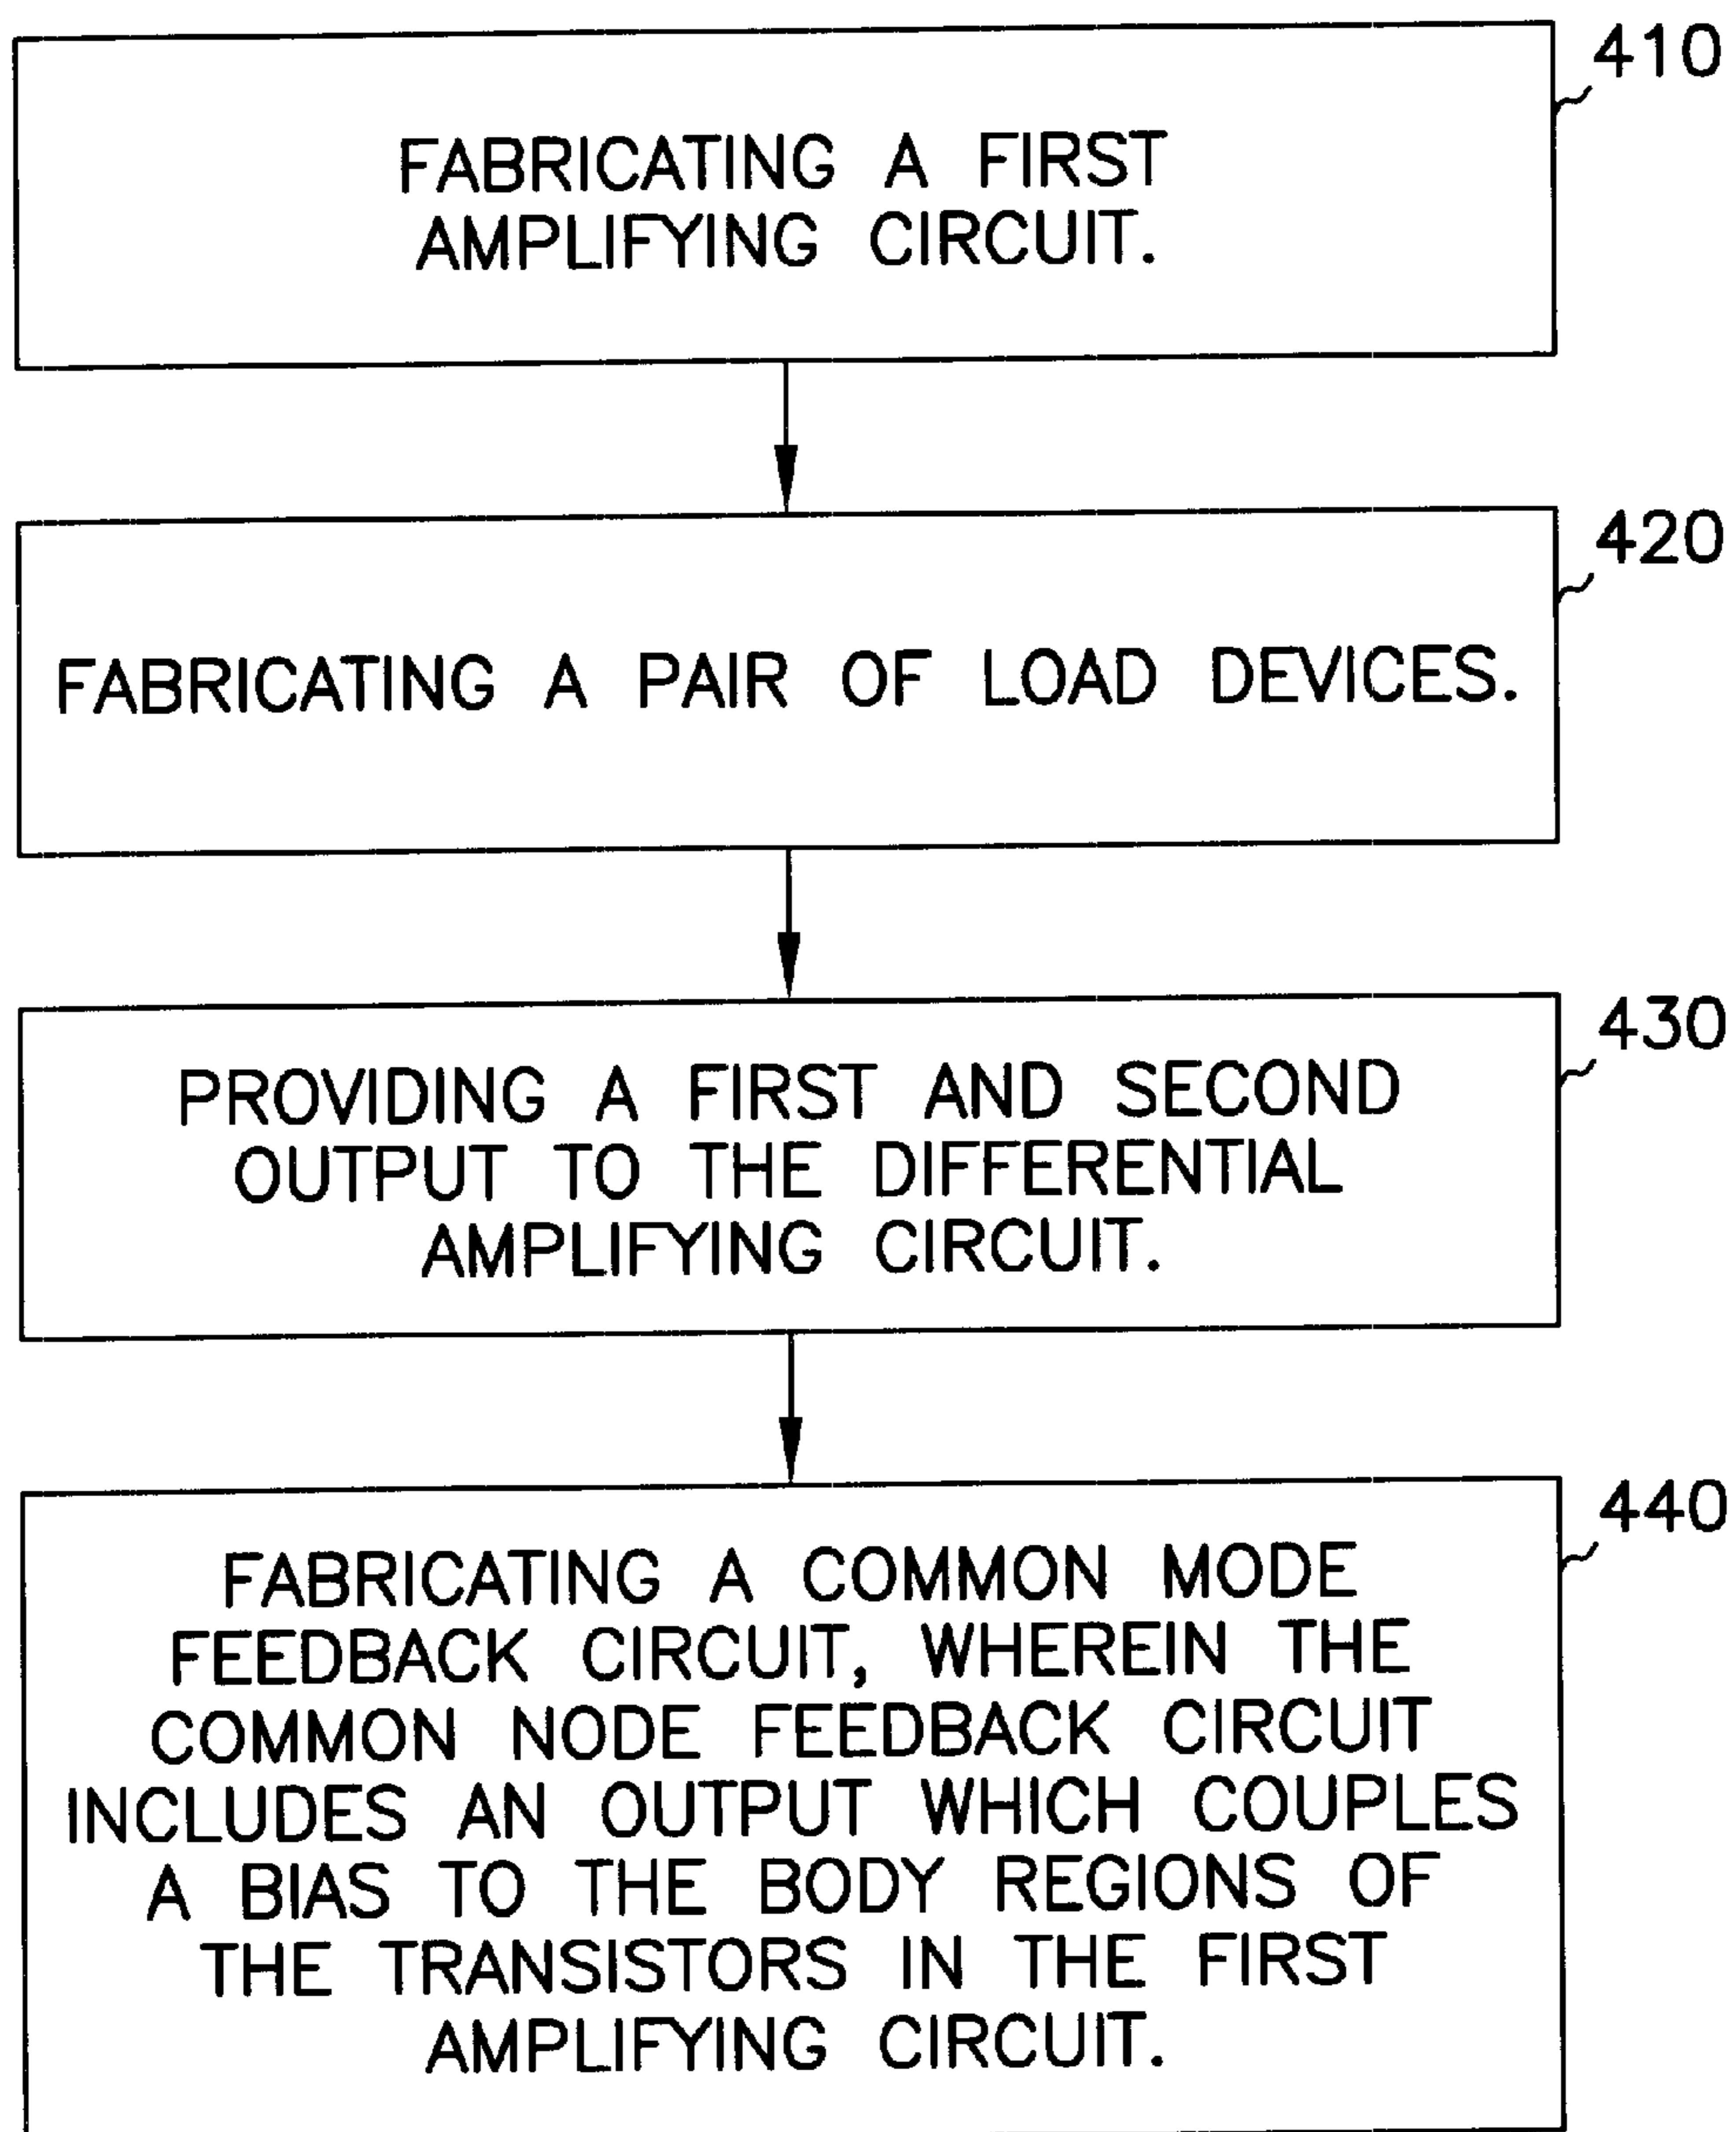 410
FABRICATING A FIRST
AMPLIFYING CIRCUIT.
420
FABRICATING A PAIR OF LOAD DEVICES.
430
PROVIDING A FIRST AND SECOND
OUTPUT TO THE DIFFERENTIAL
AMPLIFYING CIRCUIT.
440
FABRICATING A COMMON MODE
FEEDBACK CIRCUIT, WHEREIN THE
COMMON NODE FEEDBACK CIRCUIT
INCLUDES AN OUTPUT WHICH COUPLES
A BIAS TO THE BODY REGIONS OF
THE TRANSISTORS IN THE FIRST
AMPLIFYING CIRCUIT.